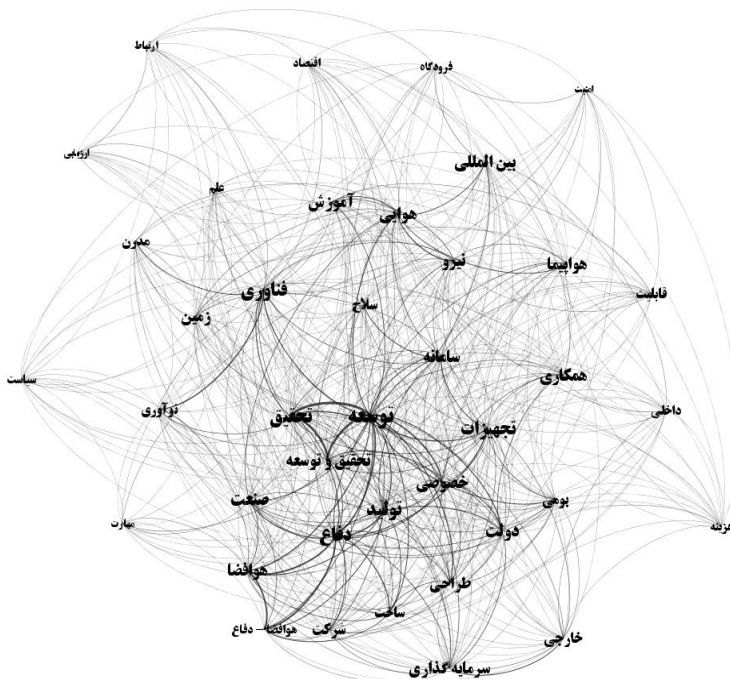 ارتباط
اقتصاد
فرودگاه
امنیت
ارزیابی
بین المللی
علم
آموزش
هوایی
مدرن
نیرو
هواپیما
فناوری
قابلیت
سلاح
زمین
سامانه
سیاست
همکاری
نوآوری
داخلی
تحقیق
توسعه
تجهیزات
تحقیق و توسعه
خصوصی
صنعت
تولید
بومی
مهارت
هزینه
دفاع
دولت
هوافضا
طراحی
ساخت
هوافضا – دفاع
شرکت
خارجی
سرمایه گذاری